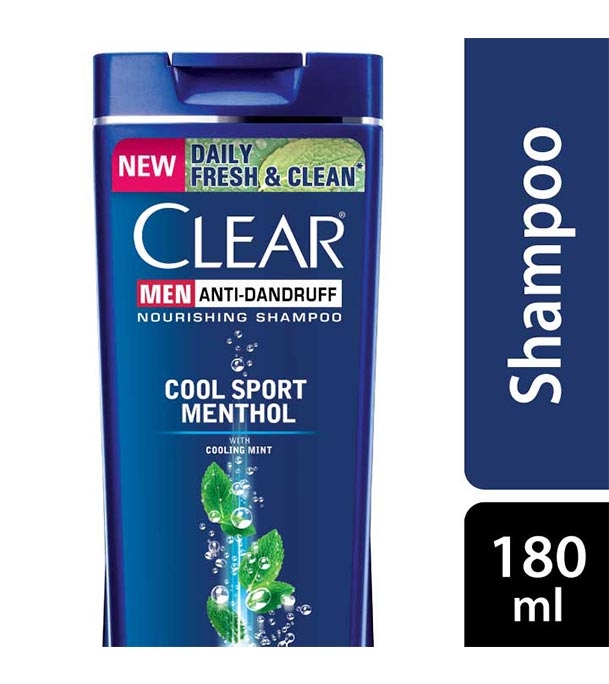 NEW DAILY
FRESH & CLEAN*
CLEAR®
MEN ANTI-DANDRUFF
NOURISHING SHAMPOO
COOL SPORT
MENTHOL
WITH
COOLING MINT
Shampoo
180
ml